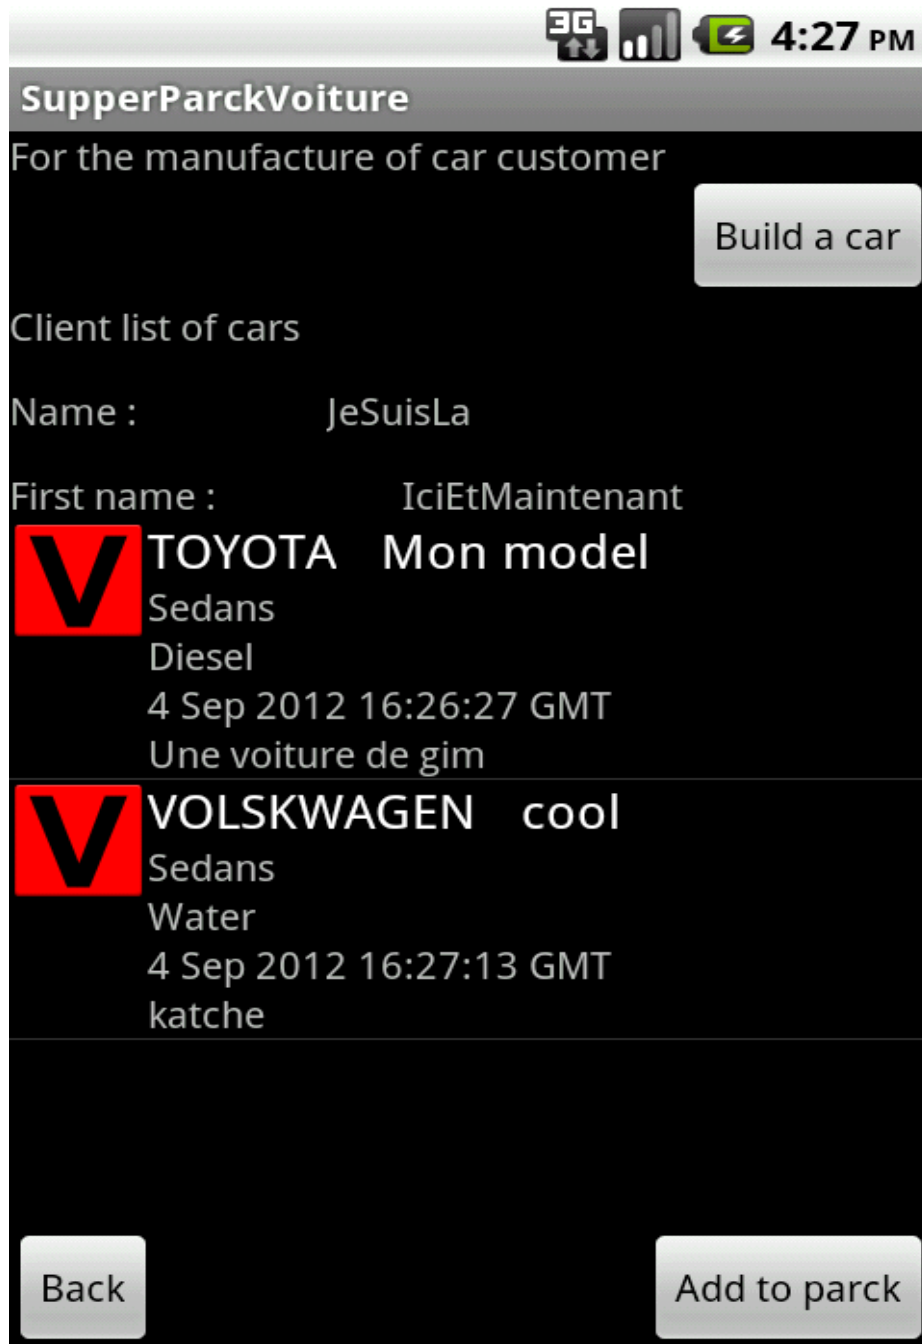 3G 4:27 PM
SupperParckVoiture
For the manufacture of car customer
Build a car
Client list of cars
Name : JeSuisLa
First name : IciEtMaintenant
V TOYOTA Mon model
Sedans
Diesel
4 Sep 2012 16:26:27 GMT
Une voiture de gim
V VOLSKWAGEN cool
Sedans
Water
4 Sep 2012 16:27:13 GMT
katche
Back Add to parck